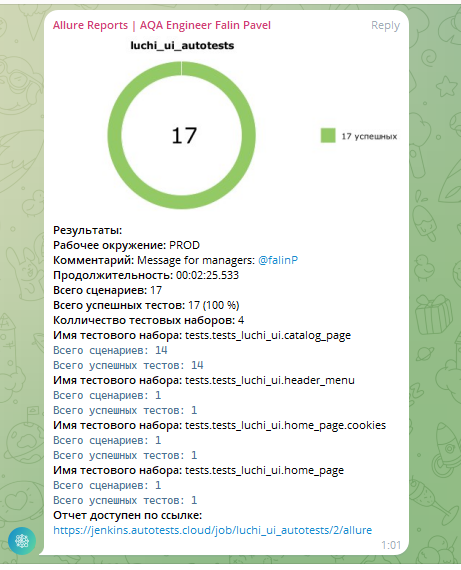 Allure Reports | AQA Engineer Falin Pavel Reply
luchi_ui_autotests
17
17 успешных
Результаты:
Рабочее окружение: PROD
Комментарий: Message for managers: @falinP
Продолжительность: 00:02:25.533
Всего сценариев: 17
Всего успешных тестов: 17 (100 %)
Колличество тестовых наборов: 4
Имя тестового набора: tests.tests_luchi_ui.catalog_page
Всего сценариев: 14
Всего успешных тестов: 14
Имя тестового набора: tests.tests_luchi_ui.header_menu
Всего сценариев: 1
Всего успешных тестов: 1
Имя тестового набора: tests.tests_luchi_ui.home_page.cookies
Всего сценариев: 1
Всего успешных тестов: 1
Имя тестового набора: tests.tests_luchi_ui.home_page
Всего сценариев: 1
Всего успешных тестов: 1
Отчет доступен по ссылке:
https://jenkins.autotests.cloud/job/luchi_ui_autotests/2/allure
1:01